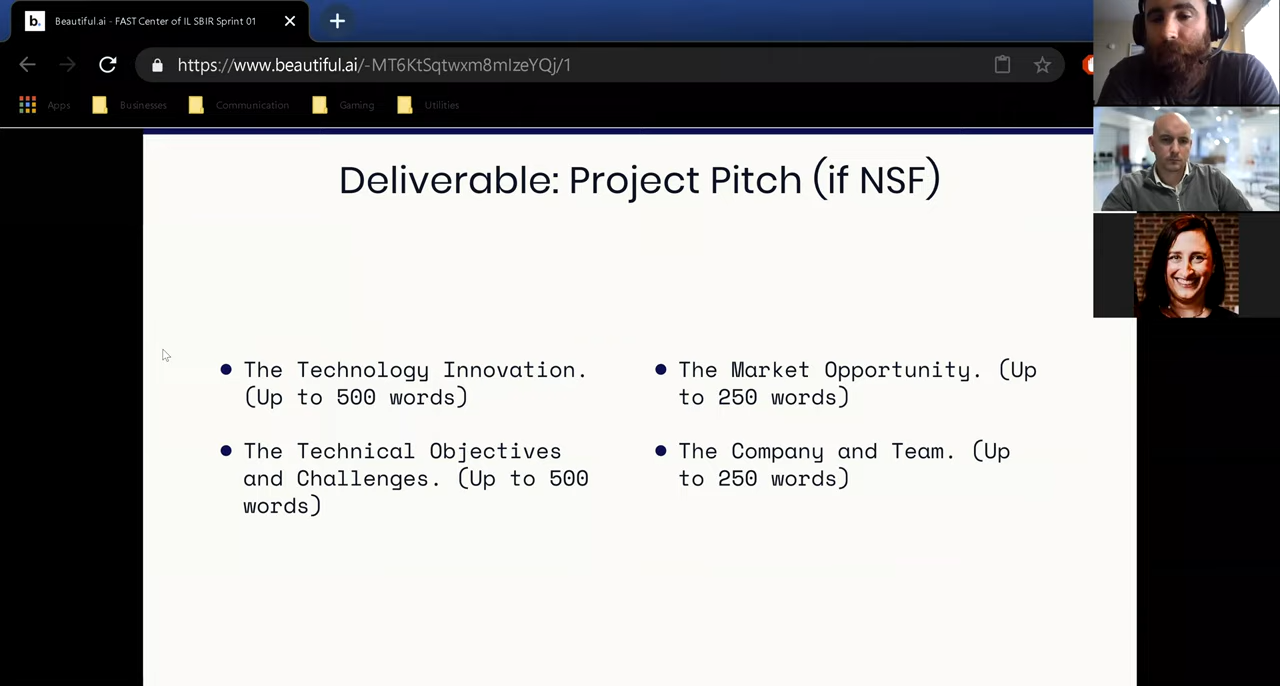 b.
Beautiful.ai - FAST Center of IL SBIR Sprint 01
https://www.beautiful.ai/-MT6KtSqtwxm8mIzeYQj/1
Apps
Businesses
Communication
Gaming
Utilities
Deliverable: Project Pitch (if NSF)
The Technology Innovation.
(Up to 500 words)
The Technical Objectives
and Challenges. (Up to 500
words)
The Market Opportunity. (Up
to 250 words)
The Company and Team. (Up
to 250 words)